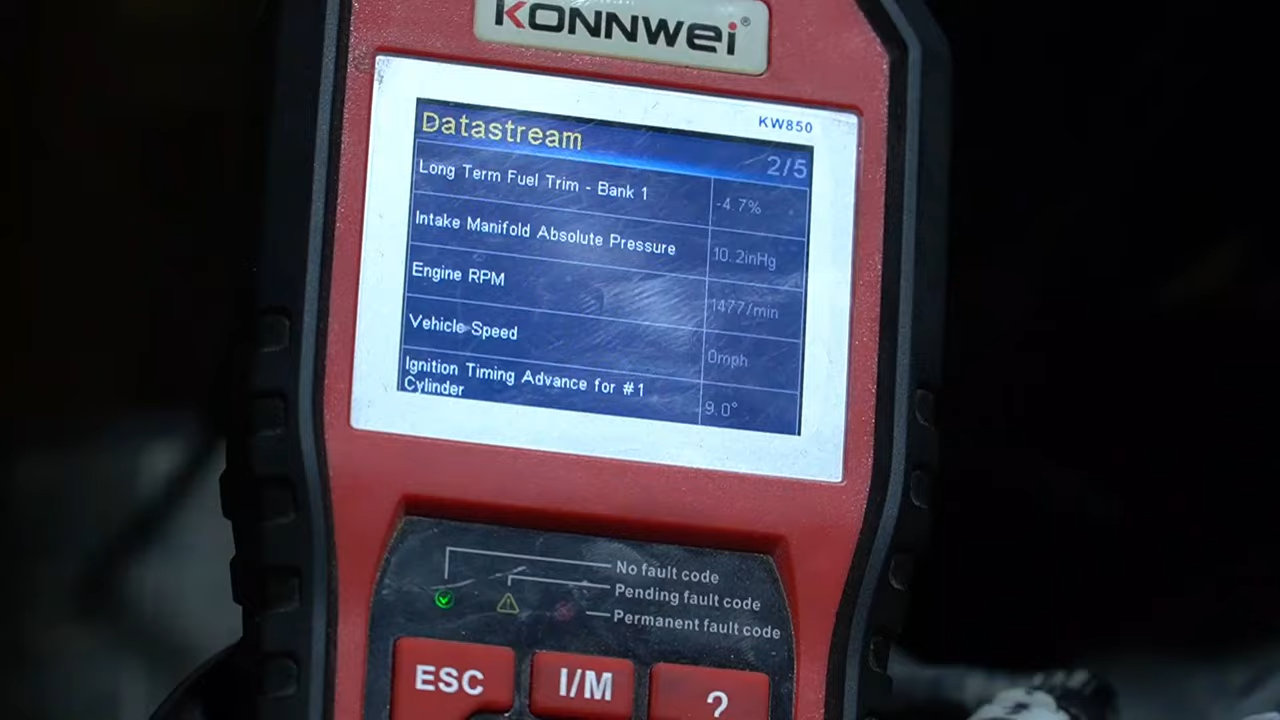 KONNWEI®
KW850
Datastream
2/5
Long Term Fuel Trim - Bank 1
-4.7%
Intake Manifold Absolute Pressure
10.2inHg
Engine RPM
1477/min
Vehicle Speed
0mph
Ignition Timing Advance for #1
Cylinder
9.0°
No fault code
Pending fault code
Permanent fault code
ESC
I/M
?